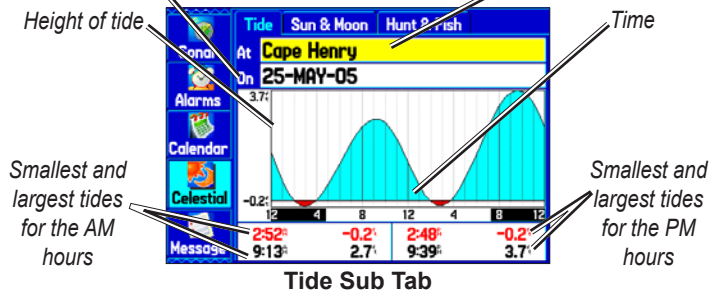 Height of tide
Tide Sun & Moon Hunt & Fish
Time
Sonar
At Cape Henry
On 25-MAY-05
Alarms
3.7
Calendar
Celestial
-0.2
12 4 8 12 4 8 12
Message
2:52 -0.2 2:48 -0.2
9:13 2.7 9:39 3.7
Smallest and
largest tides
for the AM
hours
Smallest and
largest tides
for the PM
hours
Tide Sub Tab